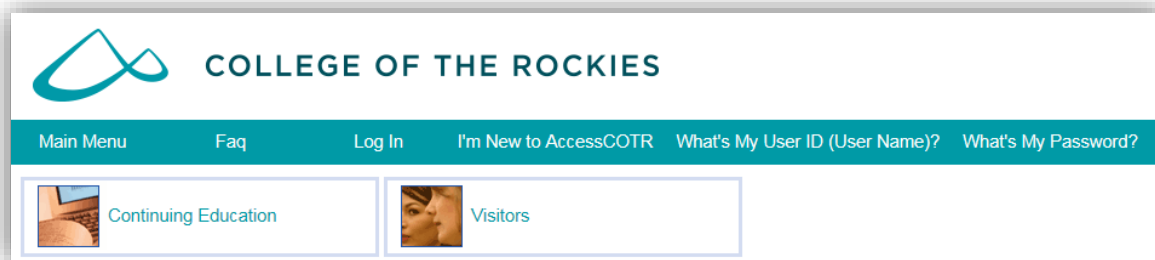 COLLEGE OF THE ROCKIES
Main Menu Faq Log In I'm New to AccessCOTR What's My User ID (User Name)? What's My Password?
Continuing Education Visitors